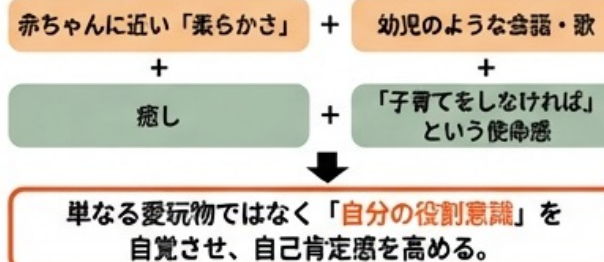 赤ちゃんに近い「柔らかさ」 + 幼児のような会話・歌
+ +
癒し + 「子育てをしなければ」
という使命感
単なる愛玩物ではなく「自分の役割意識」を
自覚させ、自己肯定感を高める。